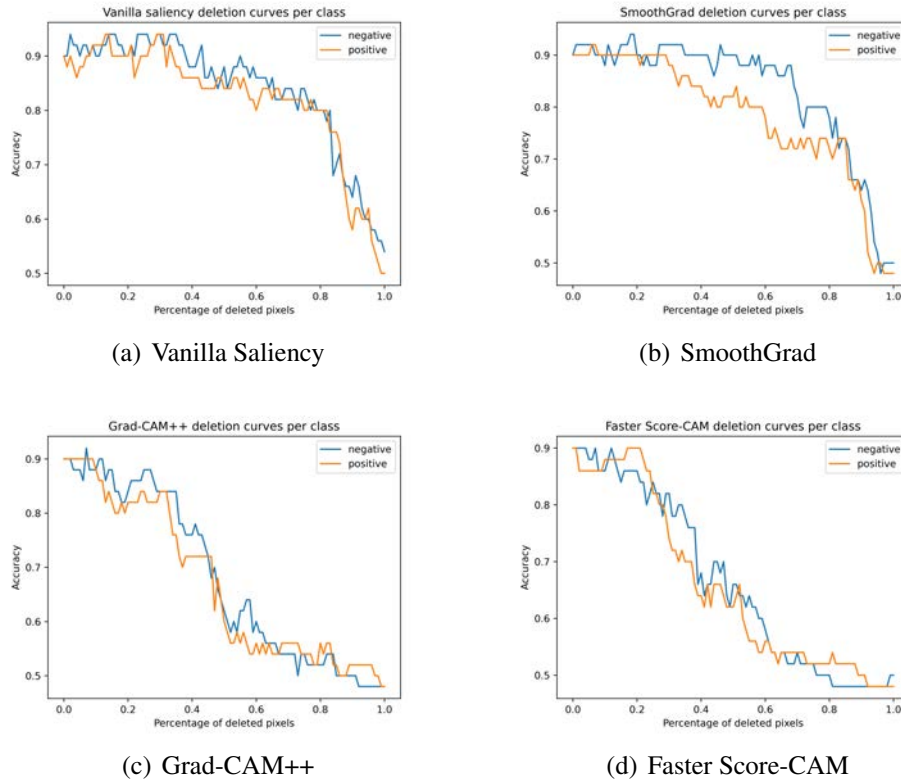 Vanilla saliency deletion curves per class
negative
positive
0.9
0.8
0.7
0.6
0.5
Accuracy
0.0 0.2 0.4 0.6 0.8 1.0
Percentage of deleted pixels
(a) Vanilla Saliency
SmoothGrad deletion curves per class
negative
positive
0.9
0.8
0.7
0.6
0.5
Accuracy
0.0 0.2 0.4 0.6 0.8 1.0
Percentage of deleted pixels
(b) SmoothGrad
Grad-CAM++ deletion curves per class
negative
positive
0.9
0.8
0.7
0.6
0.5
Accuracy
0.0 0.2 0.4 0.6 0.8 1.0
Percentage of deleted pixels
(c) Grad-CAM++
Faster Score-CAM deletion curves per class
negative
positive
0.9
0.8
0.7
0.6
0.5
Accuracy
0.0 0.2 0.4 0.6 0.8 1.0
Percentage of deleted pixels
(d) Faster Score-CAM